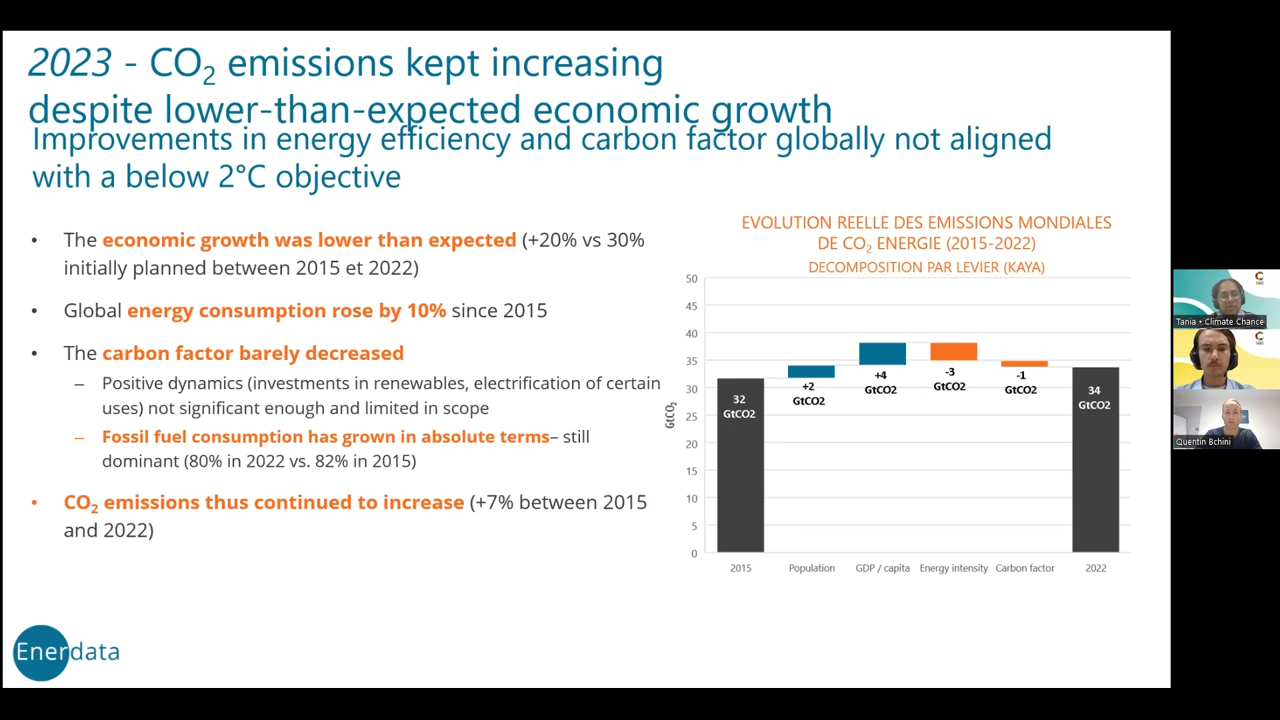 2023 - CO2 emissions kept increasing
despite lower-than-expected economic growth
Improvements in energy efficiency and carbon factor globally not aligned
with a below 2°C objective
• The economic growth was lower than expected (+20% vs 30%
initially planned between 2015 et 2022)
• Global energy consumption rose by 10% since 2015
• The carbon factor barely decreased
– Positive dynamics (investments in renewables, electrification of certain
uses) not significant enough and limited in scope
– Fossil fuel consumption has grown in absolute terms– still
dominant (80% in 2022 vs. 82% in 2015)
• CO2 emissions thus continued to increase (+7% between 2015
and 2022)
EVOLUTION REELLE DES EMISSIONS MONDIALES
DE CO2 ENERGIE (2015-2022)
DECOMPOSITION PAR LEVIER (KAYA)
GtCO2
50
45
40
35
30
25
20
15
10
5
0
32
GtCO2
+2
GtCO2
+4
GtCO2
-3
GtCO2
-1
GtCO2
34
GtCO2
2015 Population GDP / capita Energy intensity Carbon factor 2022
Enerdata
Tania • Climate Chance
Quentin Bchini